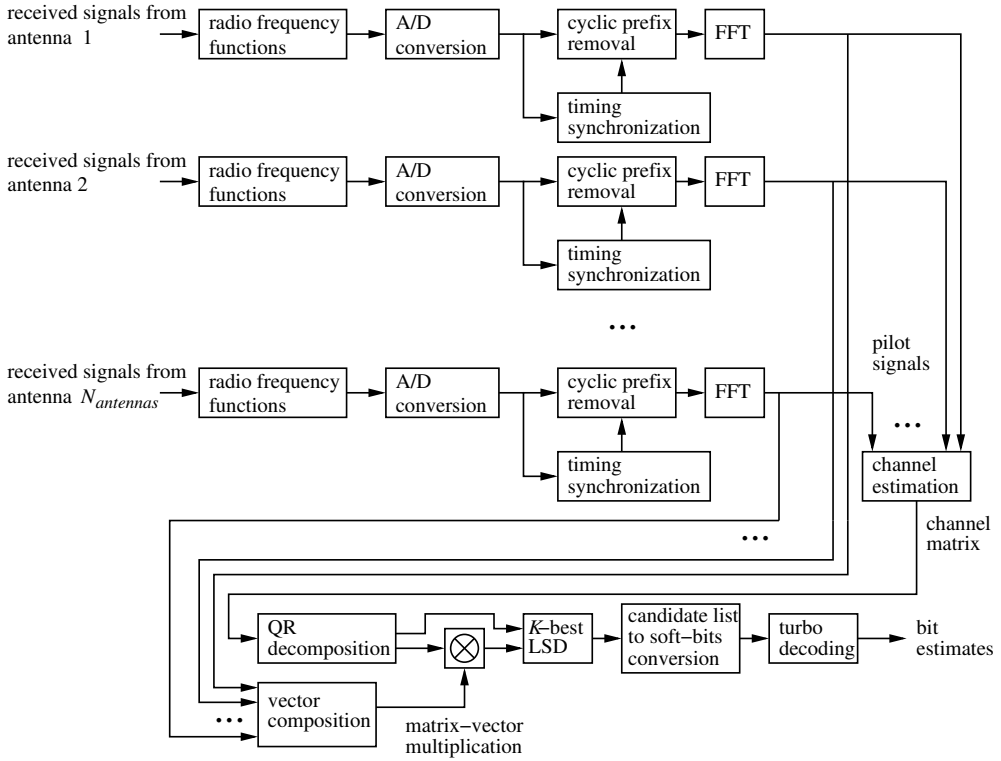 received signals from
antenna 1
radio frequency
functions
A/D
conversion
cyclic prefix
removal
FFT
timing
synchronization
received signals from
antenna 2
radio frequency
functions
A/D
conversion
cyclic prefix
removal
FFT
timing
synchronization
...
received signals from
antenna N_antennas
radio frequency
functions
A/D
conversion
cyclic prefix
removal
FFT
timing
synchronization
pilot
signals
...
channel
estimation
channel
matrix
...
QR
decomposition
K−best
LSD
candidate list
to soft−bits
conversion
turbo
decoding
bit
estimates
vector
composition
...
matrix−vector
multiplication